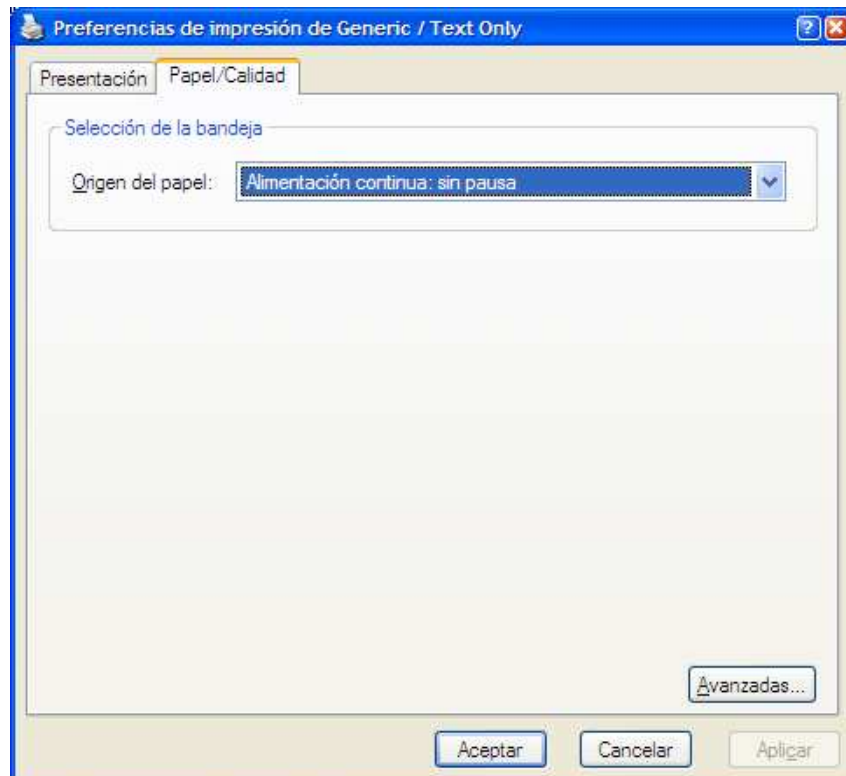 Preferencias de impresión de Generic / Text Only
Presentación Papel/Calidad
Selección de la bandeja
Origen del papel: Alimentación continua: sin pausa
Avanzadas...
Aceptar Cancelar Aplicar